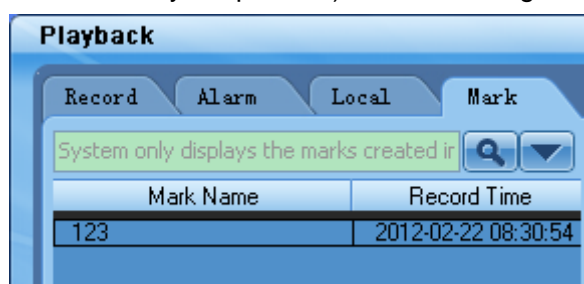 Playback
Record Alarm Local Mark
System only displays the marks created
Mark Name Record Time
123 2012-02-22 08:30:54